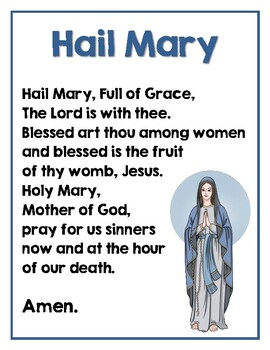 Hail Mary
Hail Mary, Full of Grace,
The Lord is with thee.
Blessed art thou among women
and blessed is the fruit
of thy womb, Jesus.
Holy Mary,
Mother of God,
pray for us sinners
now and at the hour
of our death.
Amen.